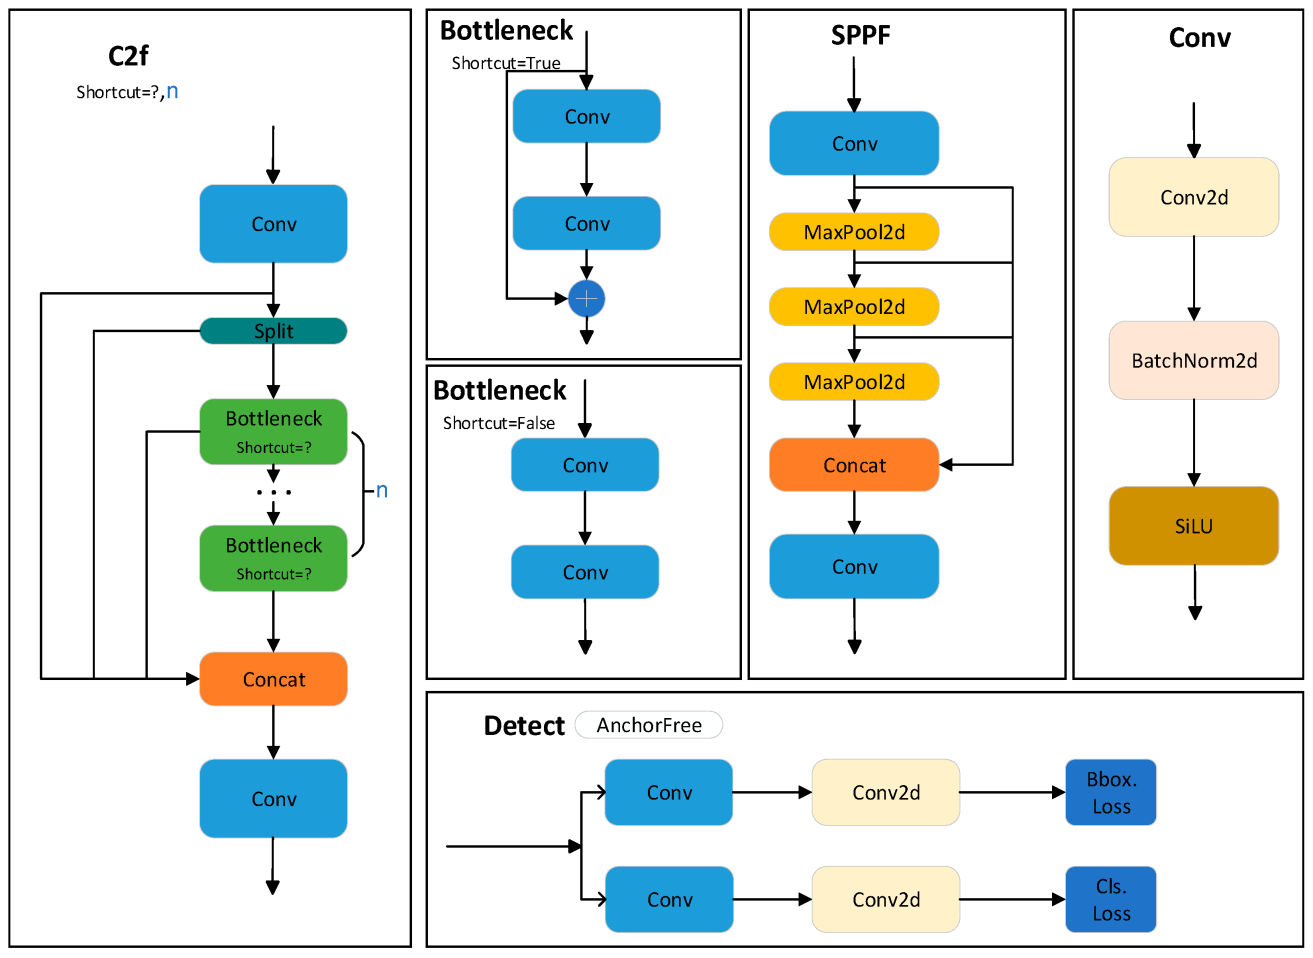 C2f
Shortcut=?,n
Conv
Split
Bottleneck
Shortcut=?
...
n
Bottleneck
Shortcut=?
Concat
Conv
Bottleneck
Shortcut=True
Conv
Conv
Bottleneck
Shortcut=False
Conv
Conv
SPPF
Conv
MaxPool2d
MaxPool2d
MaxPool2d
Concat
Conv
Conv
Conv2d
BatchNorm2d
SiLU
Detect AnchorFree
Conv Conv2d Bbox.
Loss
Conv Conv2d Cls.
Loss